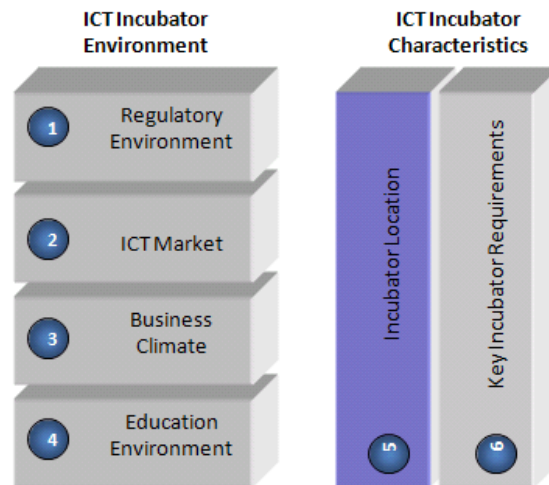 ICT Incubator
Environment
1
Regulatory
Environment
2
ICT Market
3
Business
Climate
4
Education
Environment
ICT Incubator
Characteristics
Incubator Location
5
Key Incubator Requirements
6